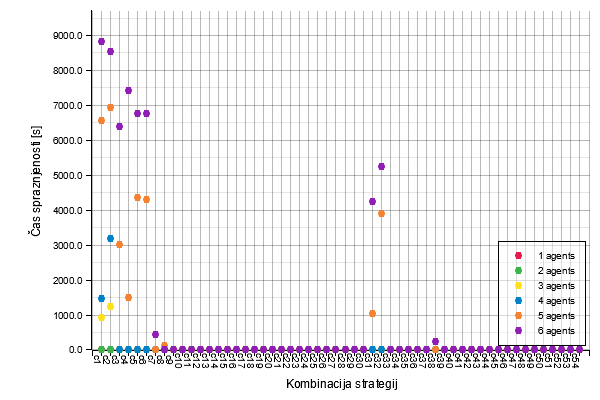 9000.0
8000.0
7000.0
6000.0
5000.0
4000.0
3000.0
2000.0
1000.0
0.0
Čas spraznjenosti [s]
1 agents
2 agents
3 agents
4 agents
5 agents
6 agents
c1 c2 c3 c4 c5 c6 c7 c8 c9 c10 c11 c12 c13 c14 c15 c16 c17 c18 c19 c20 c21 c22 c23 c24 c25 c26 c27 c28 c29 c30 c31 c32 c33 c34 c35 c36 c37 c38 c39 c40 c41 c42 c43 c44 c45 c46 c47 c48 c49 c50 c51 c52 c53 c54
Kombinacija strategij